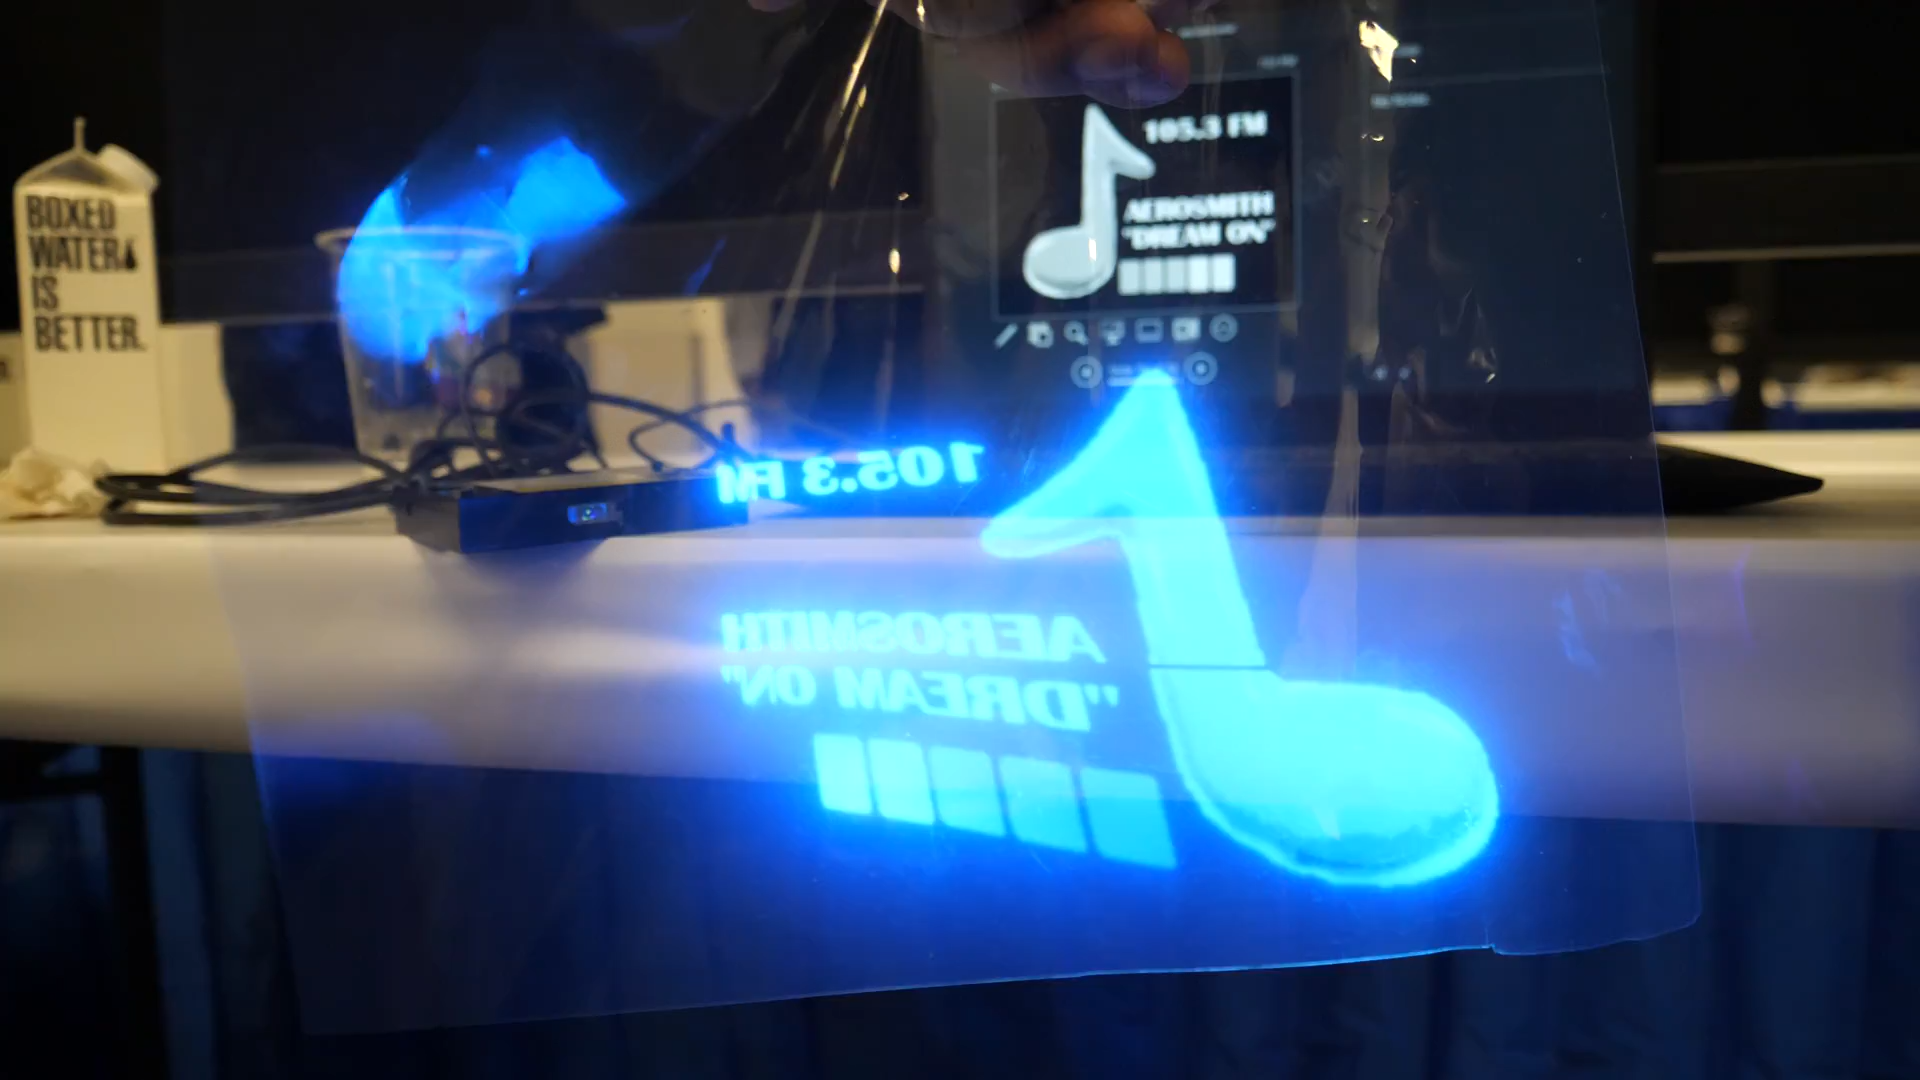 BOXED
WATER
IS
BETTER.
105.3 FM
AEROSMITH
"DREAM ON"
105.3 FM
AEROSMITH
"DREAM ON"